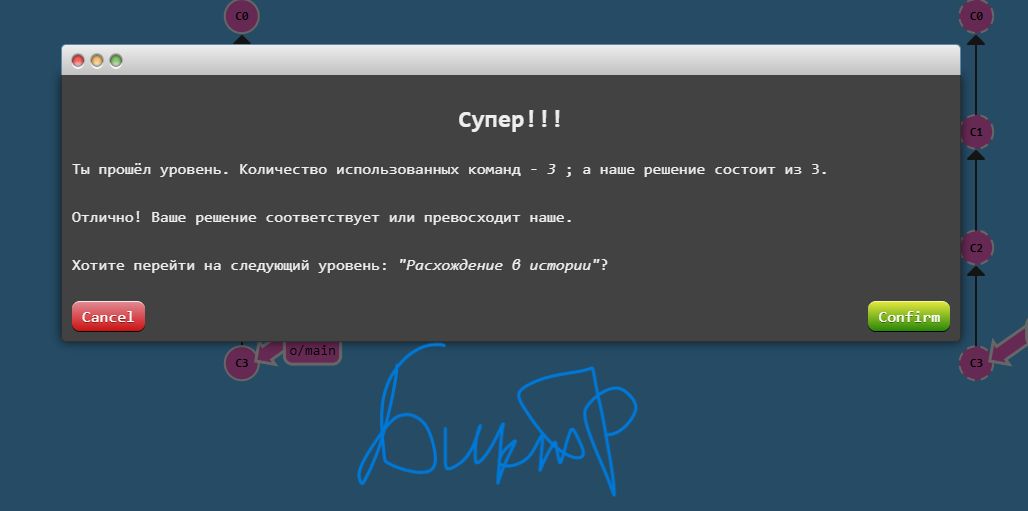 C0
C0
Супер!!!
C1
Ты прошёл уровень. Количество использованных команд - 3 ; а наше решение состоит из 3.
Отлично! Ваше решение соответствует или превосходит наше.
C2
Хотите перейти на следующий уровень: "Расхождение в истории"?
Cancel
Confirm
o/main
C3
C3